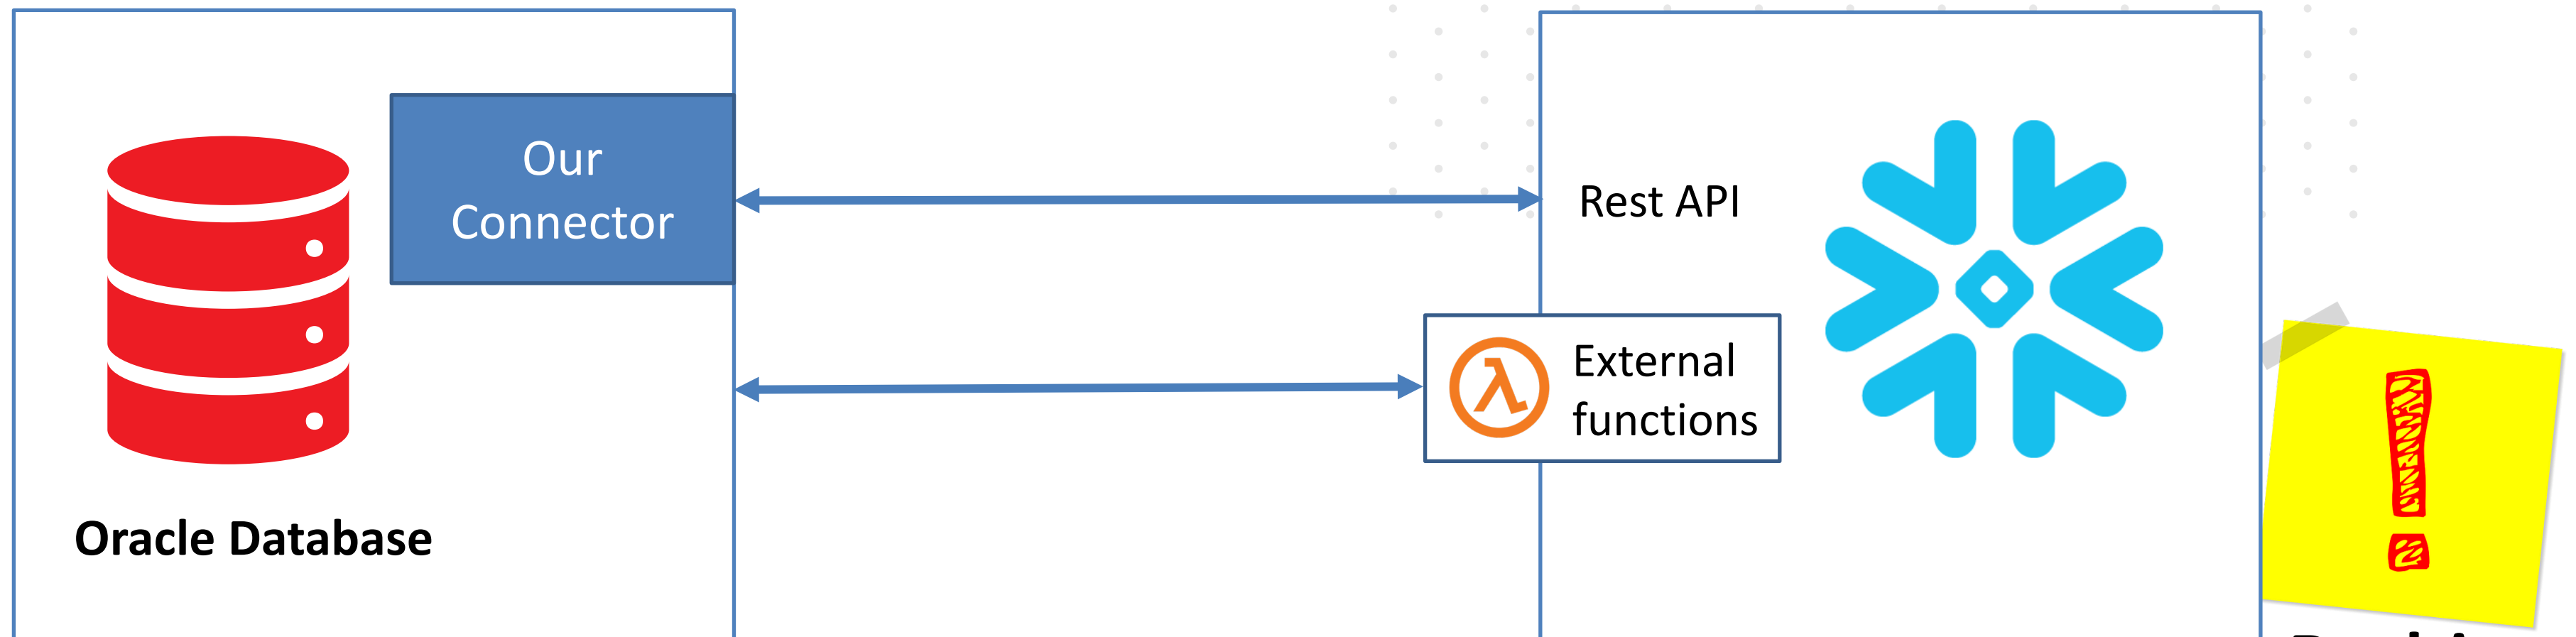 Our
Connector
Rest API
External
functions
Oracle Database